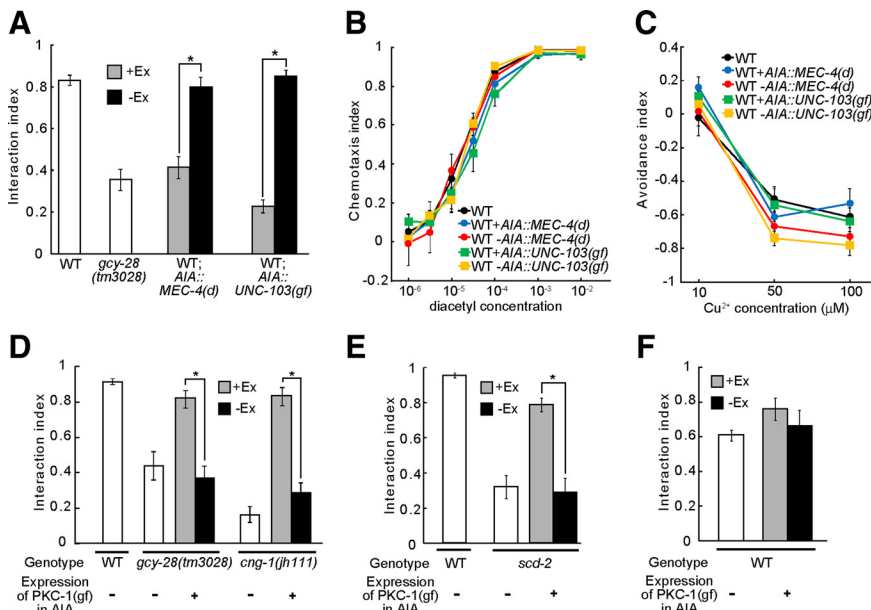 A
Interaction index
1
0.8
0.6
0.4
0.2
0
+Ex
-Ex
*
*
WT
gcy-28
(tm3028)
WT;
AIA::
MEC-4(d)
WT;
AIA::
UNC-103(gf)
B
Chemotaxis index
1
0.8
0.6
0.4
0.2
0
-0.2
WT
WT+AIA::MEC-4(d)
WT -AIA::MEC-4(d)
WT+AIA::UNC-103(gf)
WT -AIA::UNC-103(gf)
10⁻⁶ 10⁻⁵ 10⁻⁴ 10⁻³ 10⁻²
diacetyl concentration
C
Avoidance index
0.4
0.2
0
-0.2
-0.4
-0.6
-0.8
-1
WT
WT+AIA::MEC-4(d)
WT -AIA::MEC-4(d)
WT+AIA::UNC-103(gf)
WT -AIA::UNC-103(gf)
10 50 100
Cu²⁺ concentration (μM)
D
Interaction index
1
0.8
0.6
0.4
0.2
0
+Ex
-Ex
*
*
Genotype WT gcy-28(tm3028) cng-1(jh111)
Expression
of PKC-1(gf) - - + - +
in AIA
E
Interaction index
1
0.8
0.6
0.4
0.2
0
+Ex
-Ex
*
Genotype WT scd-2
Expression
of PKC-1(gf) - - +
in AIA
F
Interaction index
1
0.8
0.6
0.4
0.2
0
+Ex
-Ex
Genotype WT
Expression
of PKC-1(gf) - +
in AIA